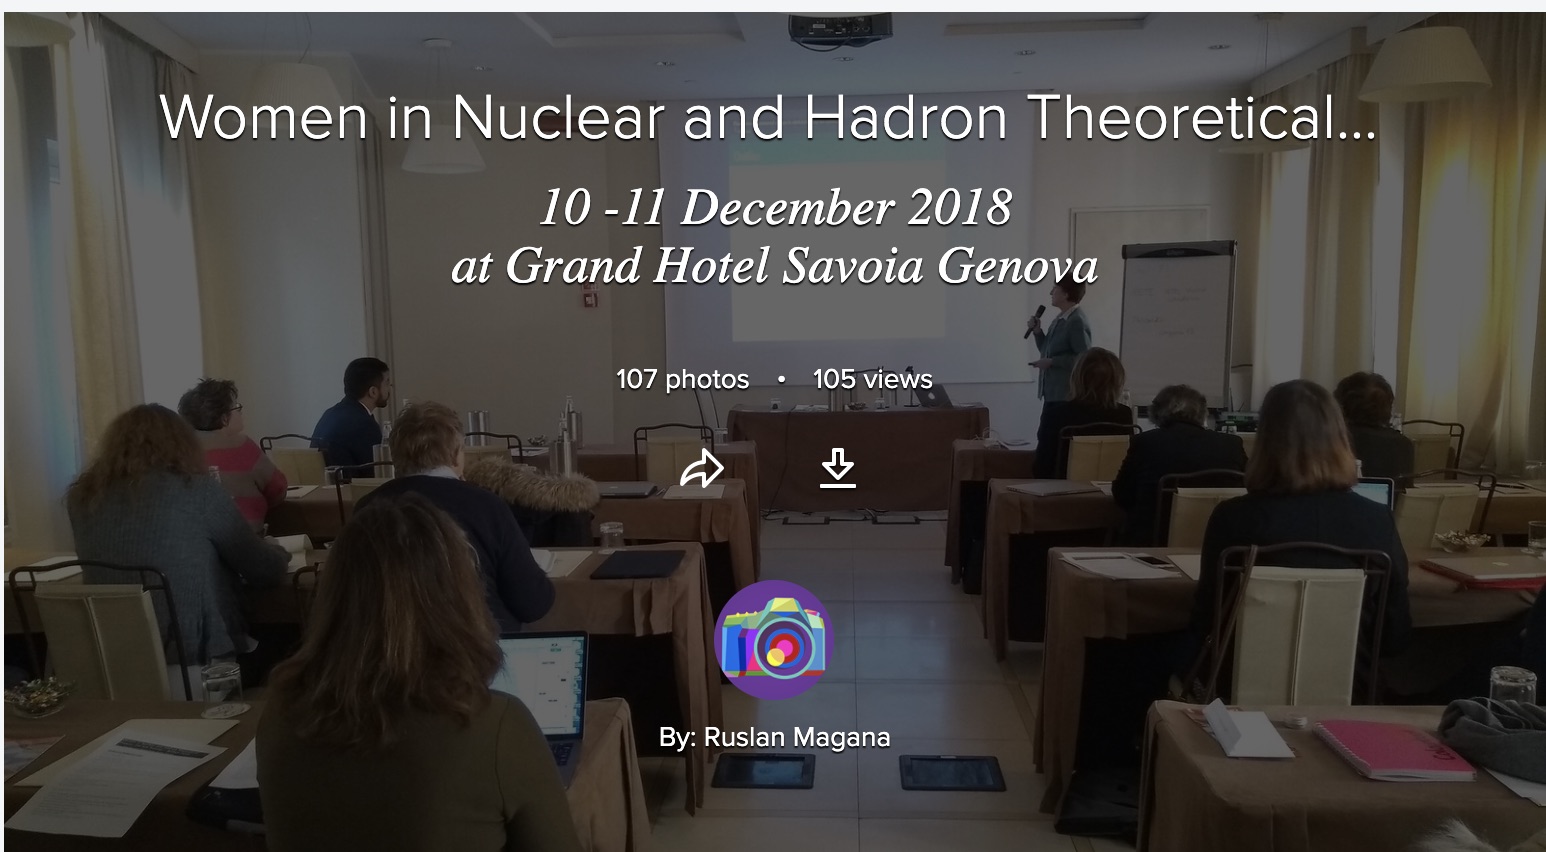 Women in Nuclear and Hadron Theoretical...
10 -11 December 2018
at Grand Hotel Savoia Genova
107 photos • 105 views
By: Ruslan Magana